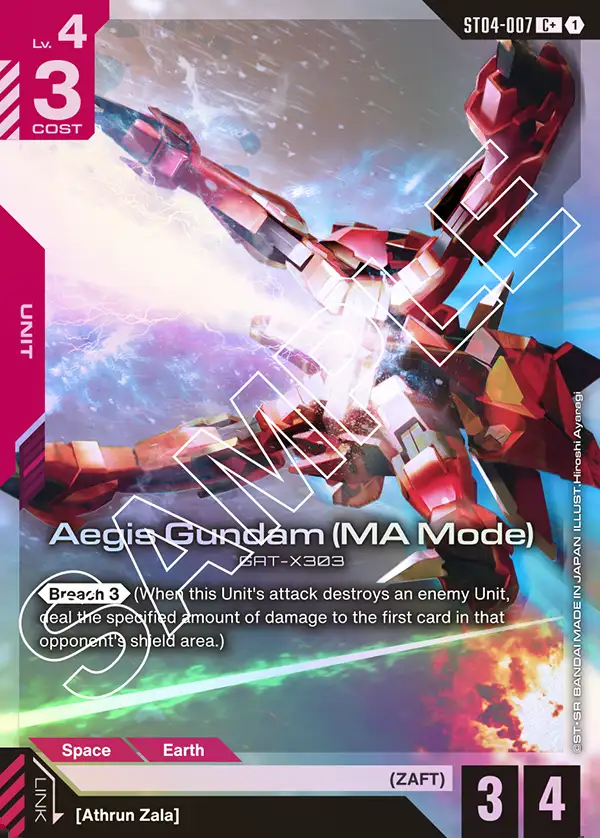 Lv. 4
ST04-007 C+ 1
3
COST
UNIT
SAMPLE
Aegis Gundam (MA Mode)
GAT-X303
Breach 3 (When this Unit's attack destroys an enemy Unit,
deal the specified amount of damage to the first card in that
opponent's shield area.)
©ST・SR BANDAI MADE IN JAPAN ILLUST.Hiroshi Ayaragi
Space Earth
(ZAFT)
LINK
[Athrun Zala]
3 4